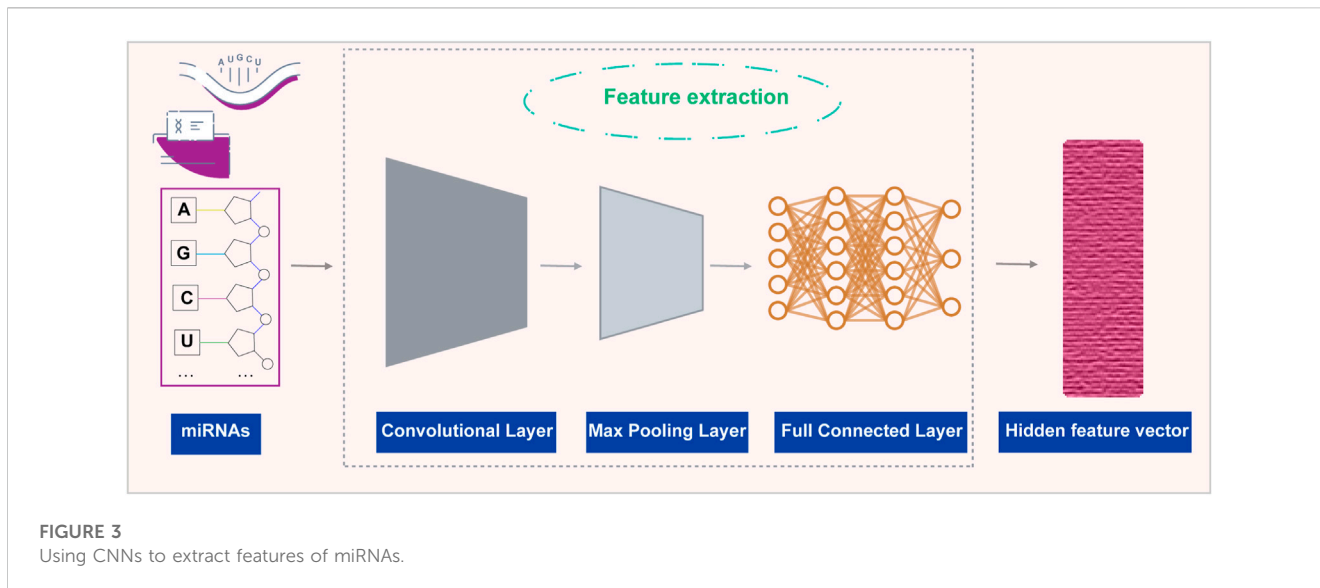 A U G C U
Feature extraction
A
G
C
U
... ...
miRNAs
Convolutional Layer
Max Pooling Layer
Full Connected Layer
Hidden feature vector
FIGURE 3
Using CNNs to extract features of miRNAs.